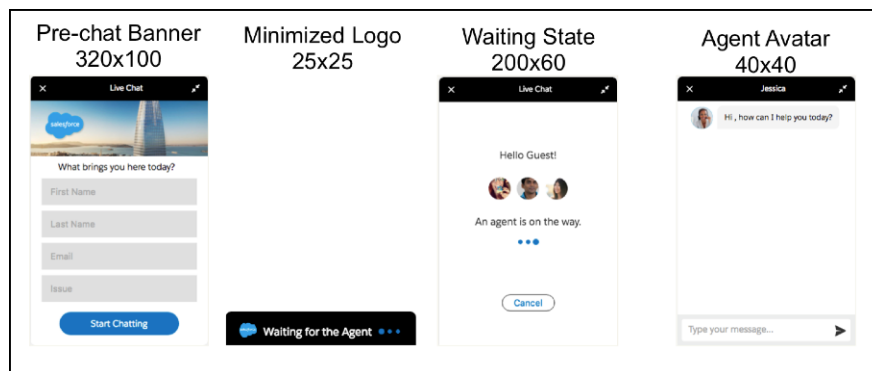 Pre-chat Banner
320x100
Live Chat
salesforce
What brings you here today?
First Name
Last Name
Email
Issue
Start Chatting
Minimized Logo
25x25
salesforce
Waiting for the Agent
Waiting State
200x60
Live Chat
Hello Guest!
An agent is on the way.
Cancel
Agent Avatar
40x40
Jessica
Hi , how can I help you today?
Type your message...